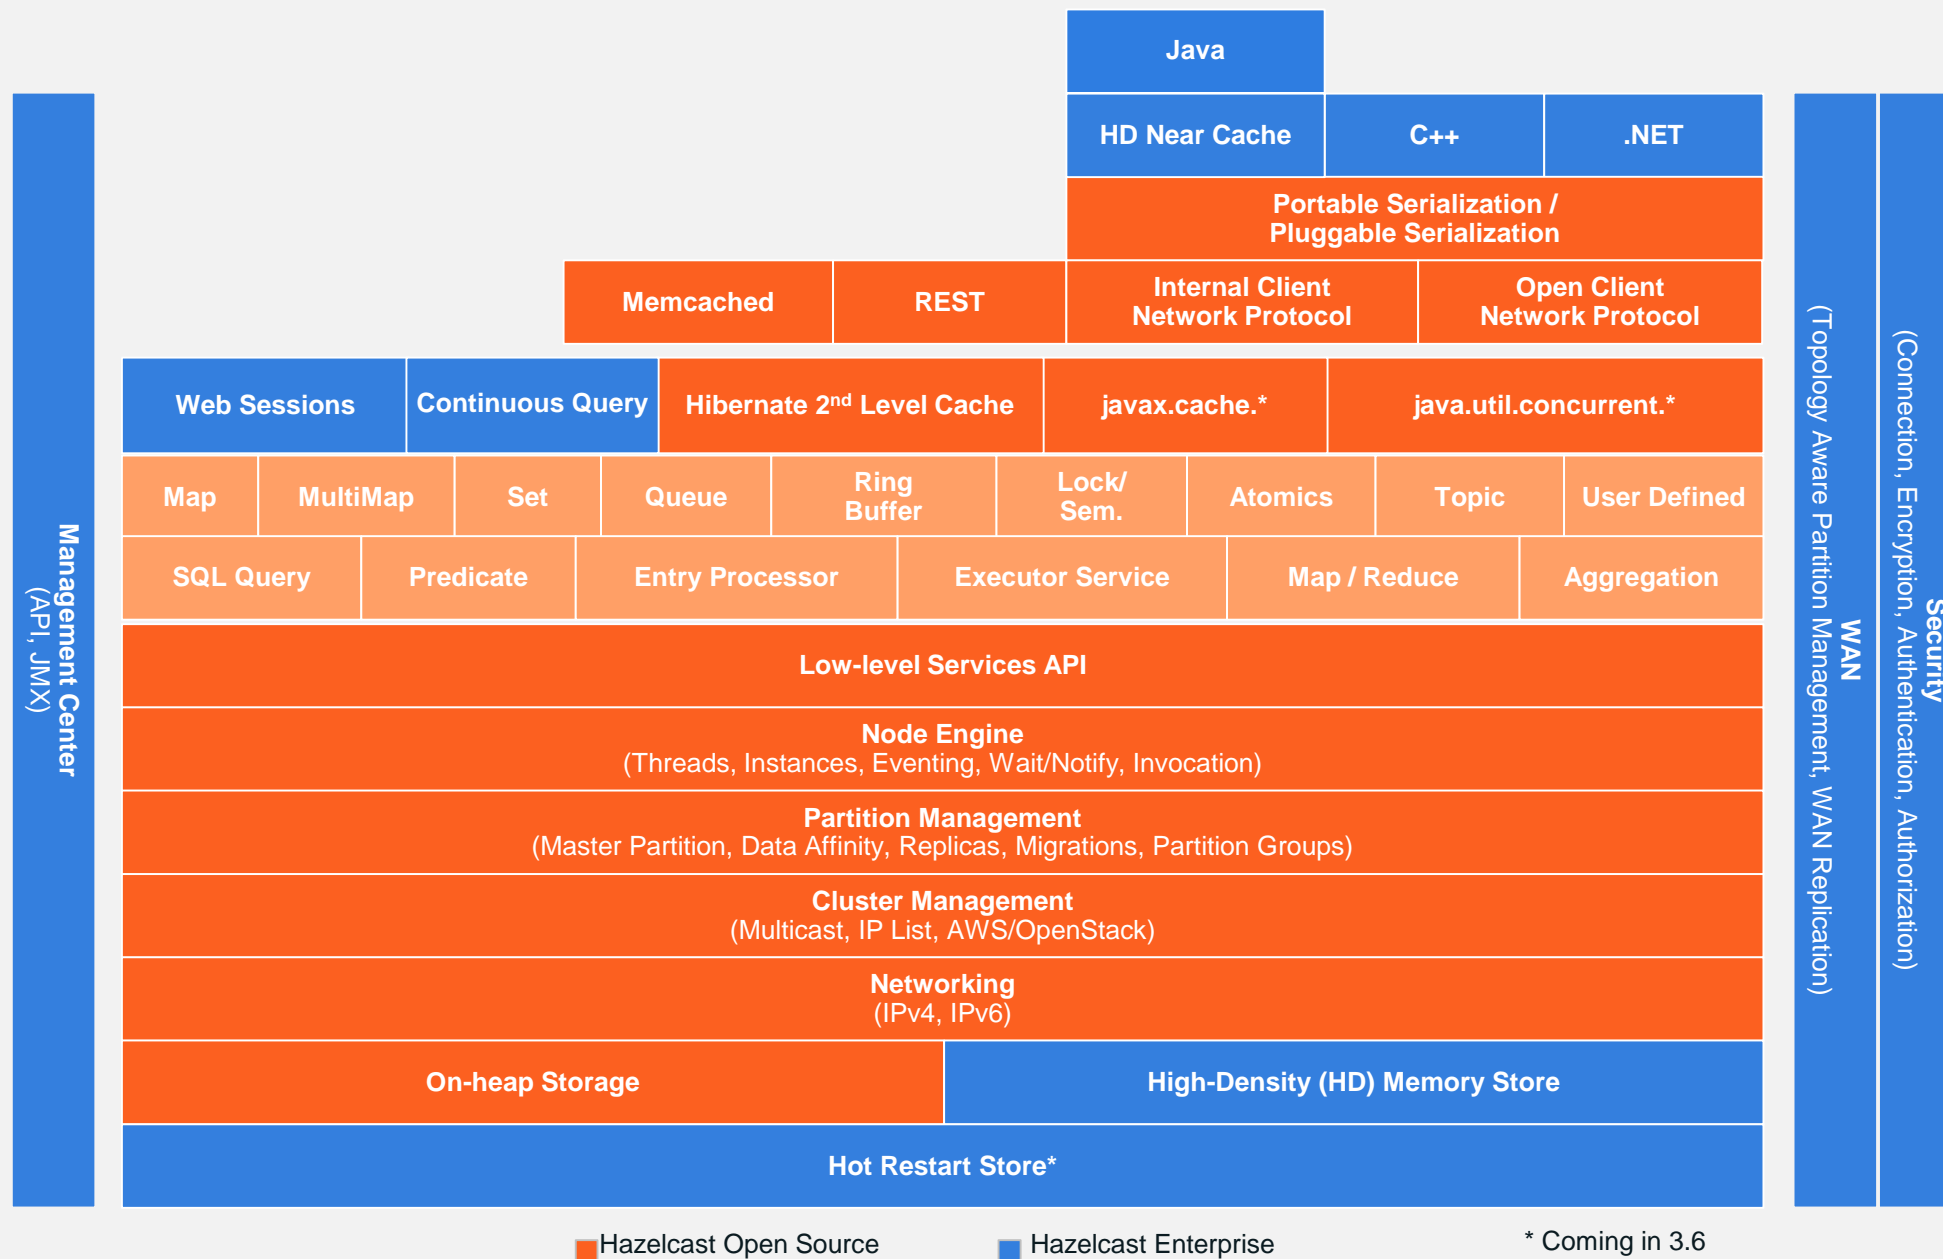 Java
HD Near Cache
C++
.NET
Portable Serialization /
Pluggable Serialization
Memcached
REST
Internal Client
Network Protocol
Open Client
Network Protocol
Web Sessions
Continuous Query
Hibernate 2nd Level Cache
javax.cache.*
java.util.concurrent.*
Map
MultiMap
Set
Queue
Ring
Buffer
Lock/
Sem.
Atomics
Topic
User Defined
SQL Query
Predicate
Entry Processor
Executor Service
Map / Reduce
Aggregation
Low-level Services API
Node Engine
(Threads, Instances, Eventing, Wait/Notify, Invocation)
Partition Management
(Master Partition, Data Affinity, Replicas, Migrations, Partition Groups)
Cluster Management
(Multicast, IP List, AWS/OpenStack)
Networking
(IPv4, IPv6)
On-heap Storage
High-Density (HD) Memory Store
Hot Restart Store*
Management Center
(API, JMX)
WAN
(Topology Aware Partition Management, WAN Replication)
Security
(Connection, Encryption, Authentication, Authorization)
Hazelcast Open Source
Hazelcast Enterprise
* Coming in 3.6